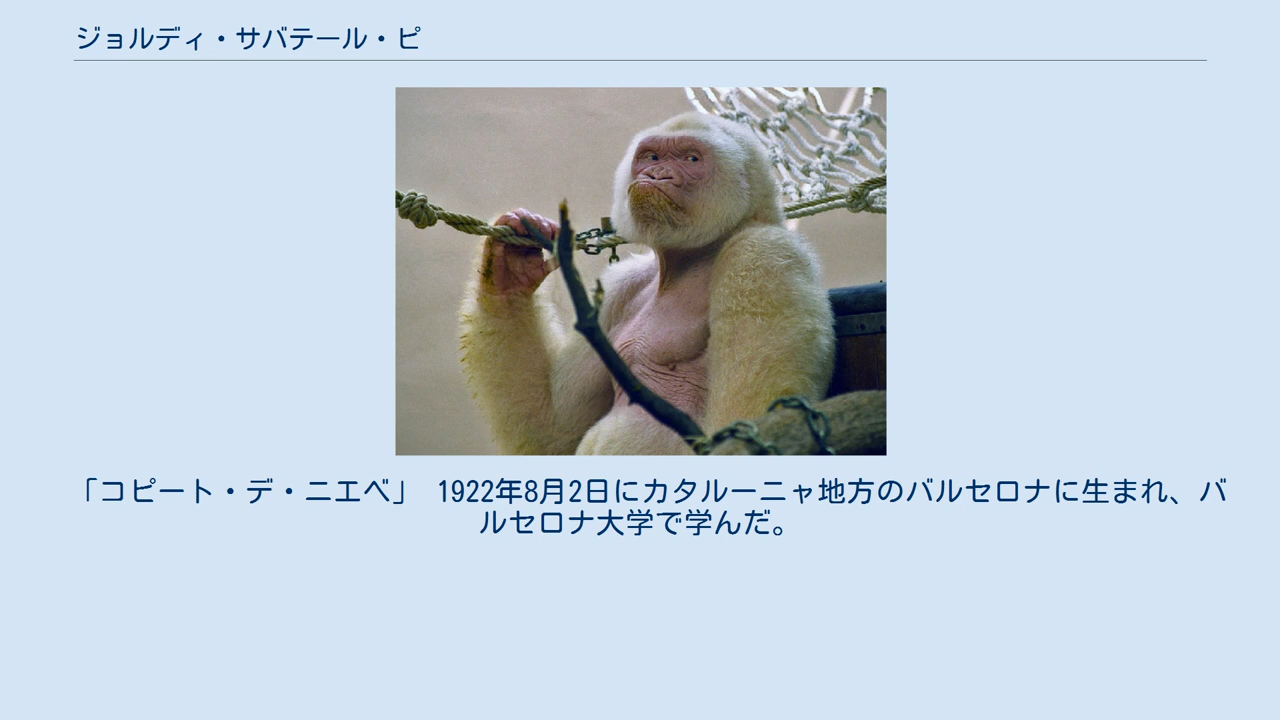 ジョルディ・サバテール・ピ
「コピート・デ・ニエベ」 1922年8月2日にカタルーニャ地方のバルセロナに生まれ、バ
ルセロナ大学で学んだ。